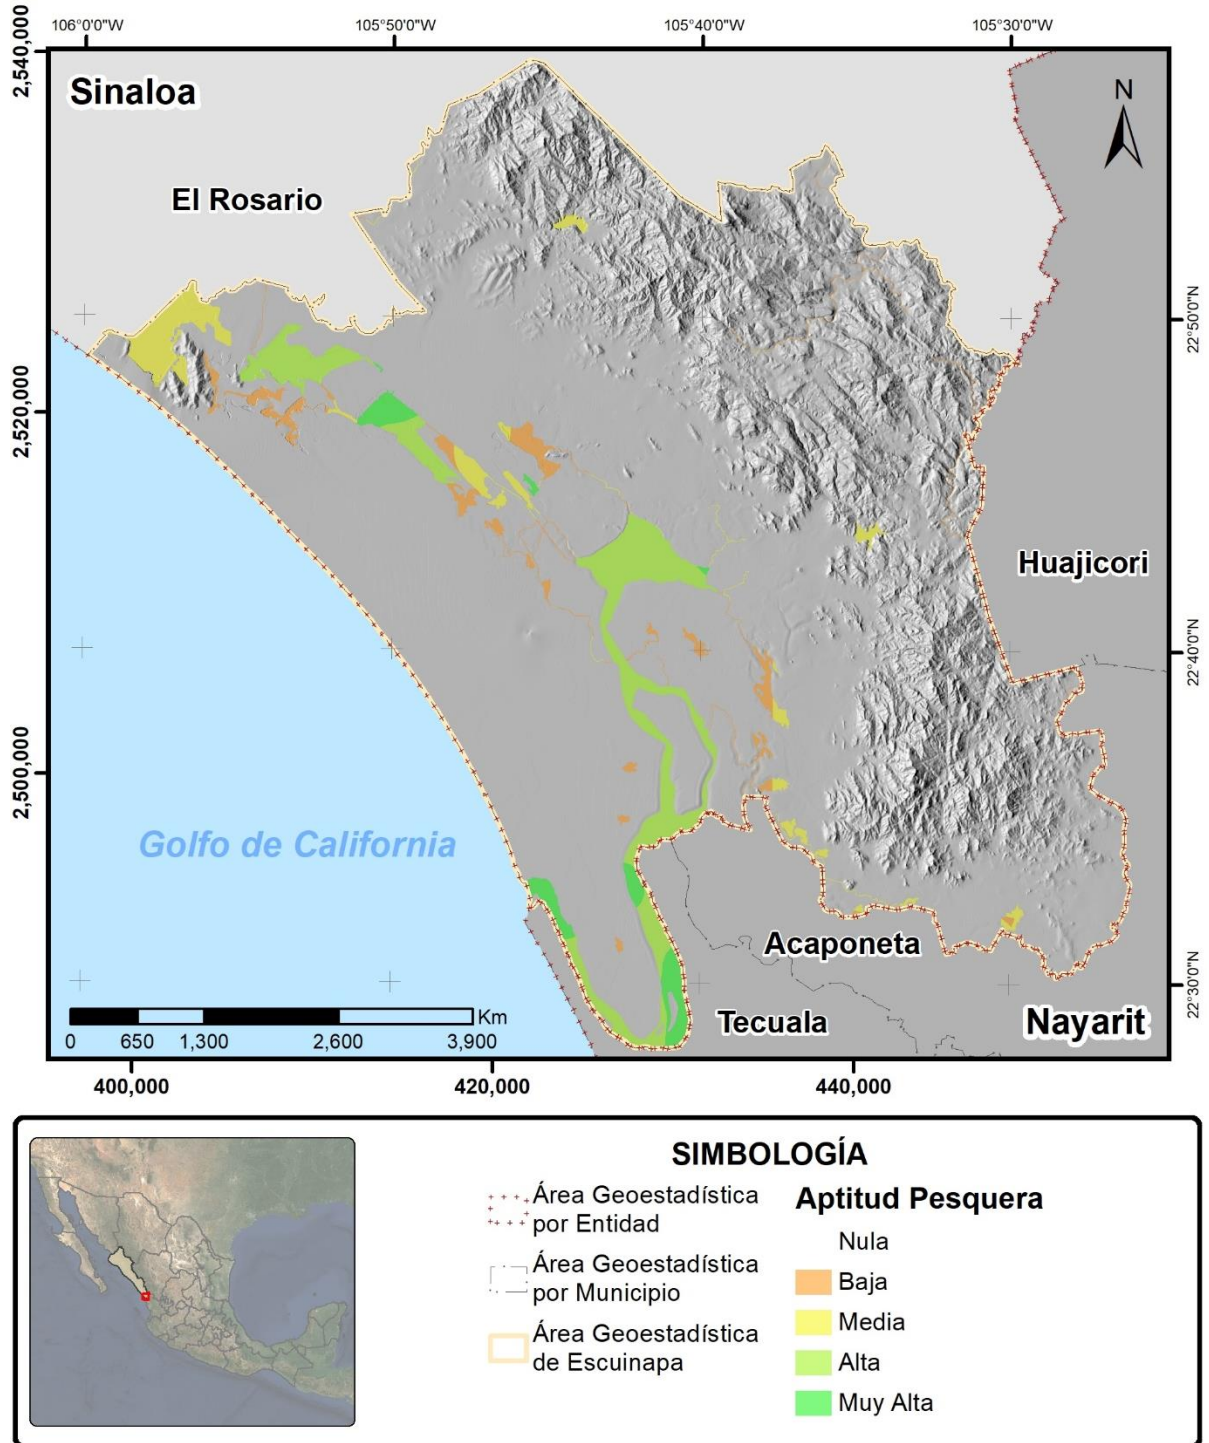 106°0'0"W
105°50'0"W
105°40'0"W
105°30'0"W
2,540,000
Sinaloa
N
El Rosario
22°50'0"N
2,520,000
Huajicori
22°40'0"N
2,500,000
Golfo de California
Acaponeta
22°30'0"N
Tecuala
Nayarit
Km
0
650
1,300
2,600
3,900
400,000
420,000
440,000
SIMBOLOGÍA
Área Geoestadística
por Entidad
Área Geoestadística
por Municipio
Área Geoestadística
de Escuinapa
Aptitud Pesquera
Nula
Baja
Media
Alta
Muy Alta